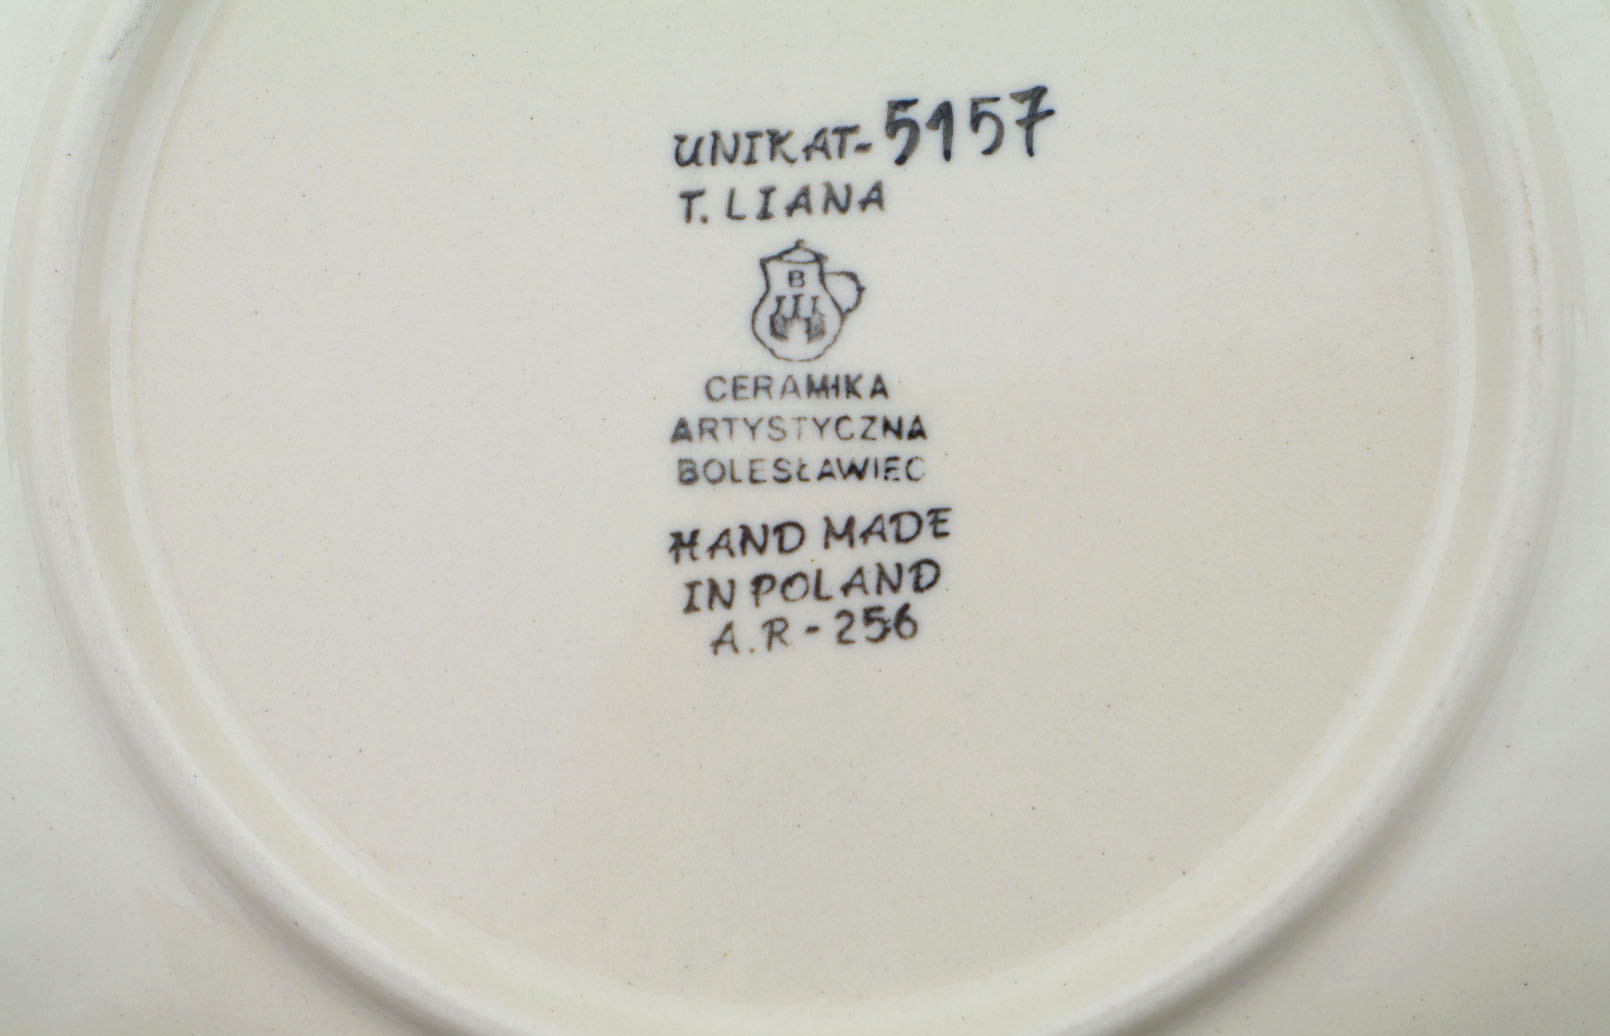 UNIKAT-5157
T. LIANA
B
CERAMIKA
ARTYSTYCZNA
BOLESŁAWIEC
HAND MADE
IN POLAND
A.R-256